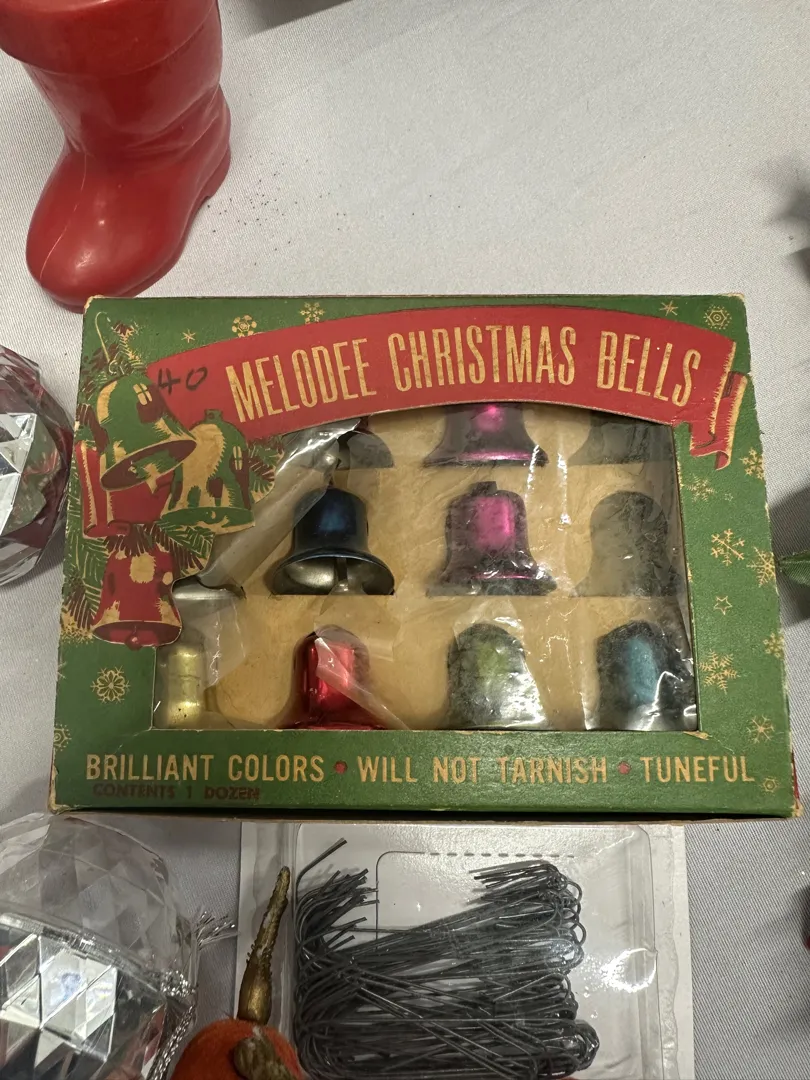 40
MELODEE CHRISTMAS BELLS
BRILLIANT COLORS • WILL NOT TARNISH • TUNEFUL
CONTENTS 1 DOZEN